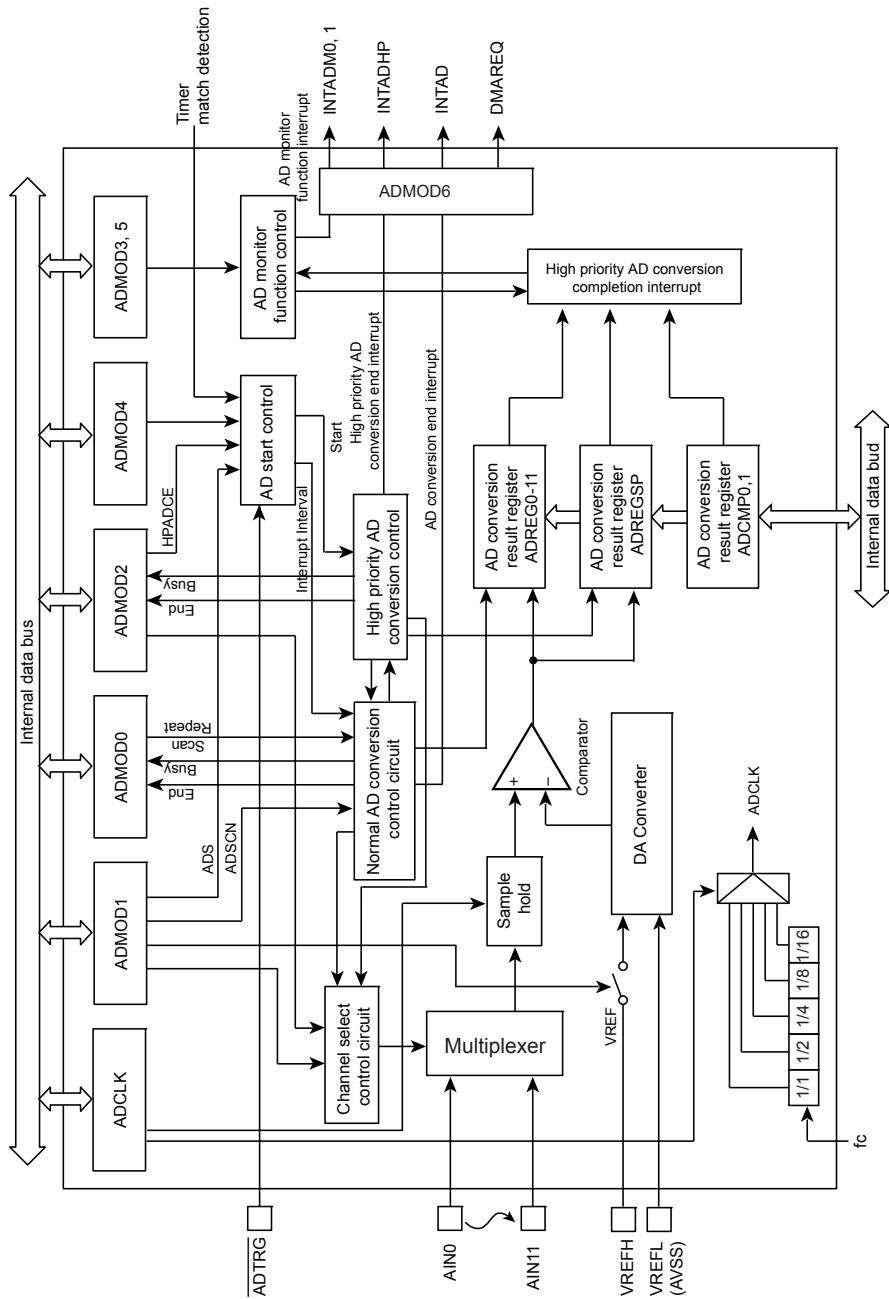 Internal data bus
ADCLK
ADMOD1
ADMOD0
ADMOD2
ADMOD4
ADMOD3, 5
Timer
match detection
ADS
ADSCN
End
Busy
Scan
Repeat
End
Busy
HPADCE
ADTRG
AD start control
AD monitor
function control
AD monitor
function interrupt
INTADM0, 1
INTADHP
INTAD
DMAREQ
ADMOD6
Interrupt Interval
Start
High priority AD
conversion end interrupt
AD conversion end interrupt
Channel select
control circuit
Normal AD conversion
control circuit
High priority AD
conversion control
High priority AD conversion
completion interrupt
AIN0
AIN11
Multiplexer
Sample
hold
+
−
Comparator
AD conversion
result register
ADREG0-11
AD conversion
result register
ADREGSP
AD conversion
result register
ADCMP0,1
Internal data bud
VREFH
VREFL
(AVSS)
VREF
DA Converter
ADCLK
fc
1/1
1/2
1/4
1/8
1/16